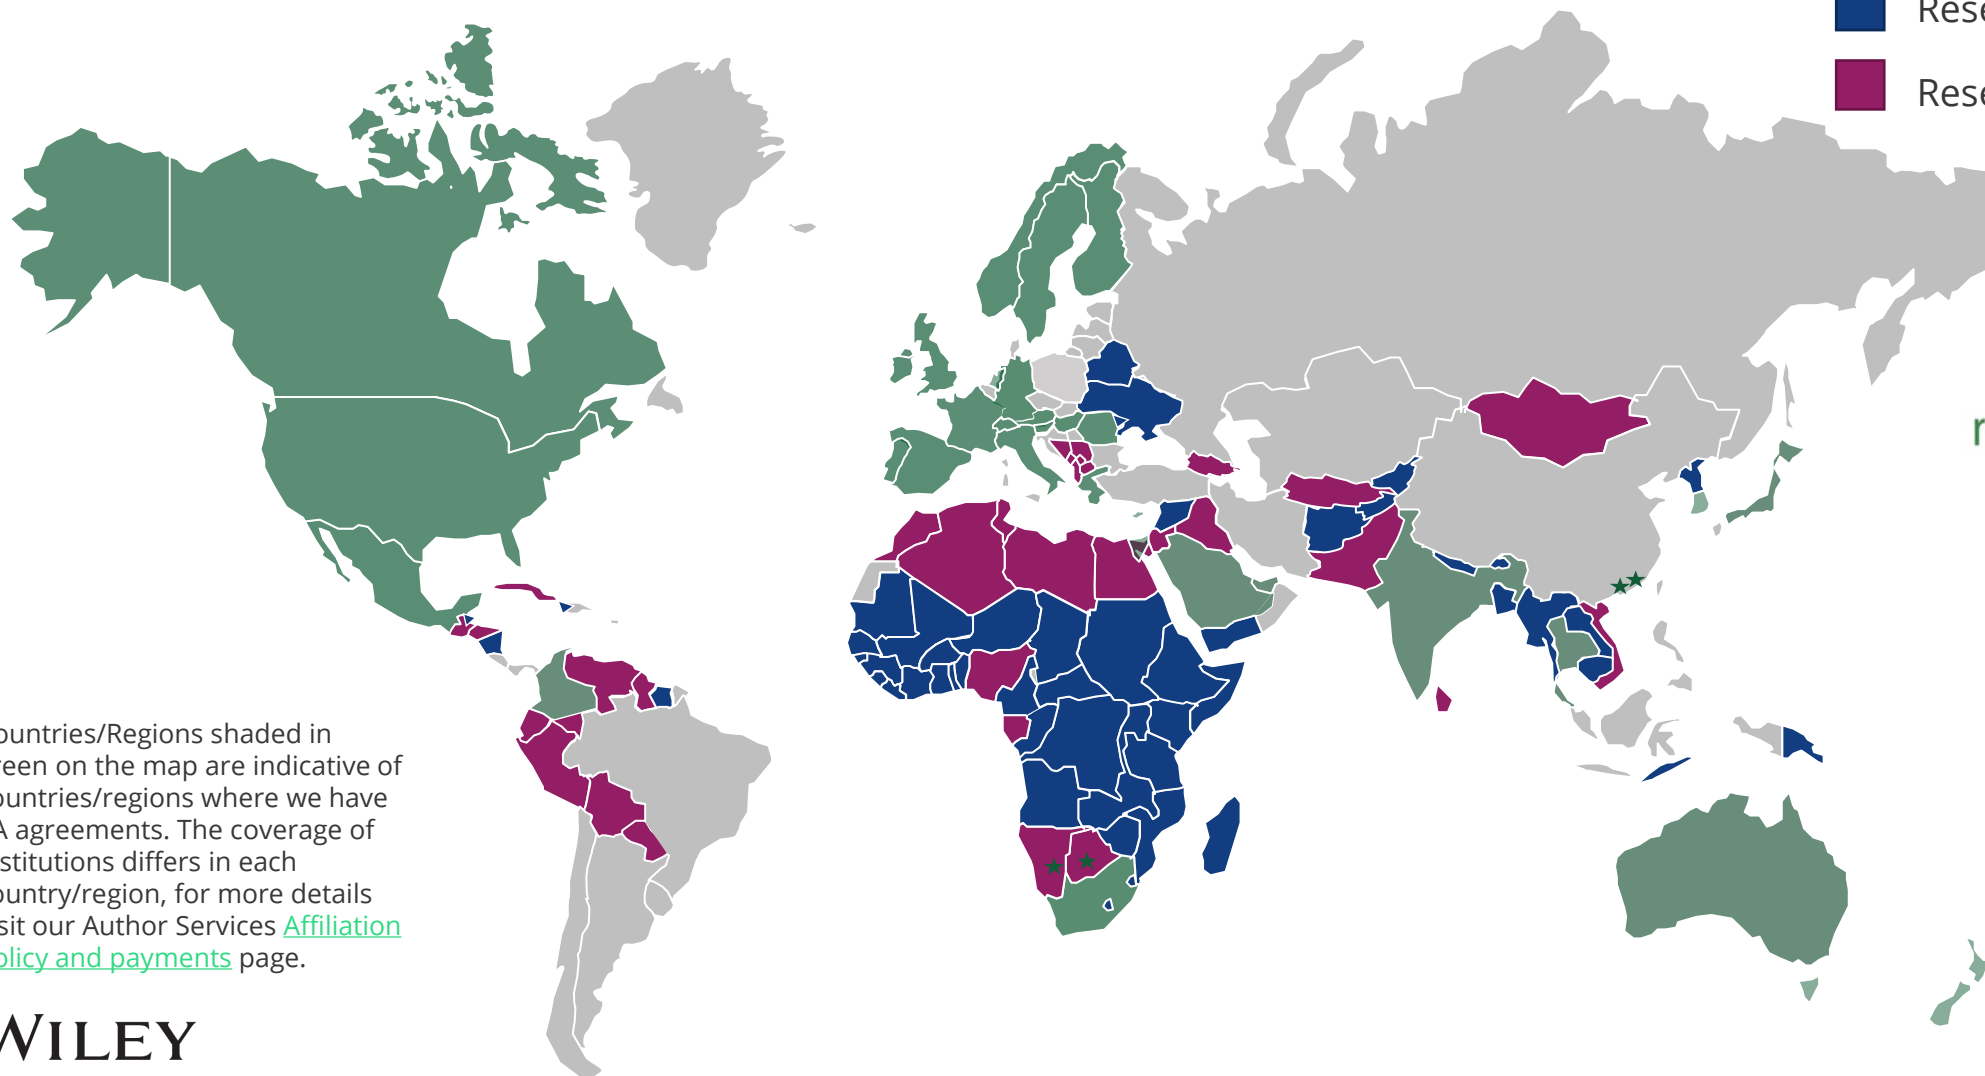 Rese
Rese
ountries/Regions shaded in
reen on the map are indicative of
ountries/regions where we have
A agreements. The coverage of
stitutions differs in each
ountry/region, for more details
sit our Author Services Affiliation
olicy and payments page.
WILEY